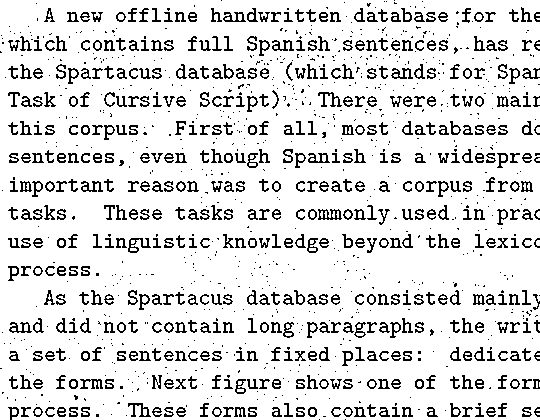 A new offline handwritten database for the
which contains full Spanish sentences, has re
the Spartacus database (which stands for Span
Task of Cursive Script). There were two main
this corpus. First of all, most databases do
sentences, even though Spanish is a widesprea
important reason was to create a corpus from
tasks. These tasks are commonly used in prac
use of linguistic knowledge beyond the lexico
process.
As the Spartacus database consisted mainly
and did not contain long paragraphs, the writ
a set of sentences in fixed places: dedicate
the forms. Next figure shows one of the form
process. These forms also contain a brief se